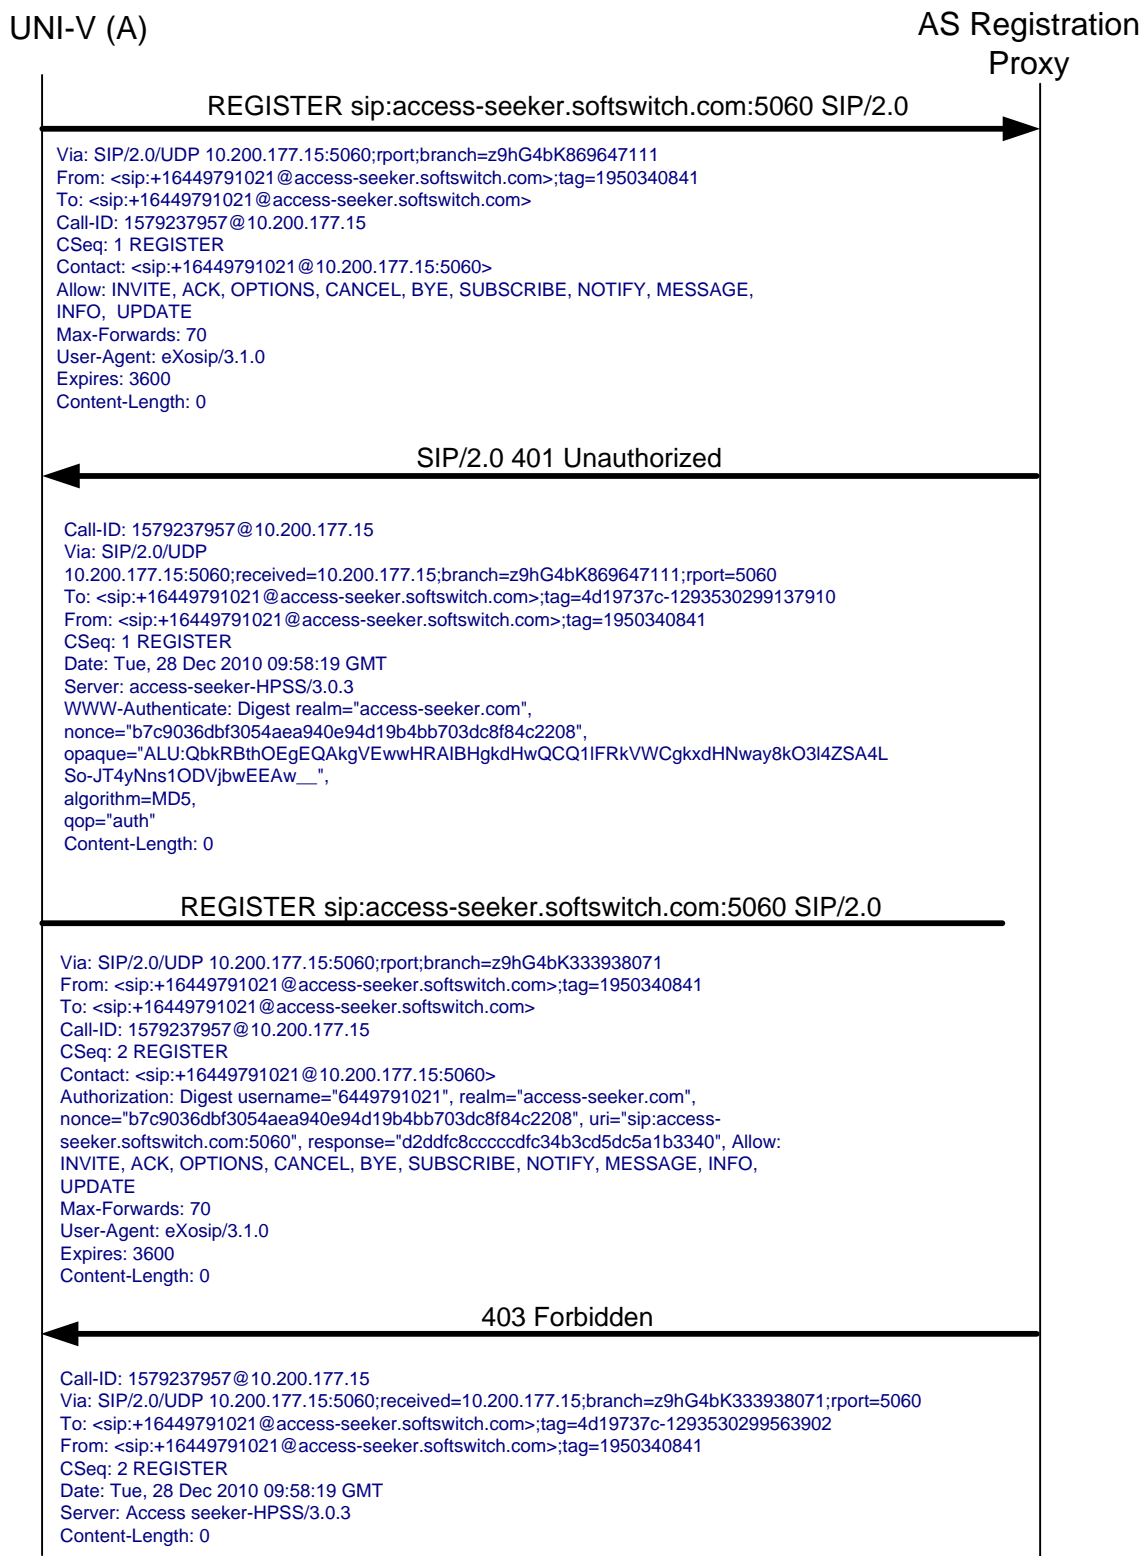 UNI-V (A)
AS Registration
Proxy
REGISTER sip:access-seeker.softswitch.com:5060 SIP/2.0
Via: SIP/2.0/UDP 10.200.177.15:5060;rport;branch=z9hG4bK869647111
From: <sip:+16449791021@access-seeker.softswitch.com>;tag=1950340841
To: <sip:+16449791021@access-seeker.softswitch.com>
Call-ID: 1579237957@10.200.177.15
CSeq: 1 REGISTER
Contact: <sip:+16449791021@10.200.177.15:5060>
Allow: INVITE, ACK, OPTIONS, CANCEL, BYE, SUBSCRIBE, NOTIFY, MESSAGE,
INFO,  UPDATE
Max-Forwards: 70
User-Agent: eXosip/3.1.0
Expires: 3600
Content-Length: 0
SIP/2.0 401 Unauthorized
Call-ID: 1579237957@10.200.177.15
Via: SIP/2.0/UDP
10.200.177.15:5060;received=10.200.177.15;branch=z9hG4bK869647111;rport=5060
To: <sip:+16449791021@access-seeker.softswitch.com>;tag=4d19737c-1293530299137910
From: <sip:+16449791021@access-seeker.softswitch.com>;tag=1950340841
CSeq: 1 REGISTER
Date: Tue, 28 Dec 2010 09:58:19 GMT
Server: access-seeker-HPSS/3.0.3
WWW-Authenticate: Digest realm="access-seeker.com",
nonce="b7c9036dbf3054aea940e94d19b4bb703dc8f84c2208",
opaque="ALU:QbkRBthOEgEQAkgVEwwHRAIBHgkdHwQCQ1lFRkVWCgkxdHNway8kO3l4ZSA4L
So-JT4yNns1ODVjbwEEAw__",
algorithm=MD5,
qop="auth"
Content-Length: 0
REGISTER sip:access-seeker.softswitch.com:5060 SIP/2.0
Via: SIP/2.0/UDP 10.200.177.15:5060;rport;branch=z9hG4bK333938071
From: <sip:+16449791021@access-seeker.softswitch.com>;tag=1950340841
To: <sip:+16449791021@access-seeker.softswitch.com>
Call-ID: 1579237957@10.200.177.15
CSeq: 2 REGISTER
Contact: <sip:+16449791021@10.200.177.15:5060>
Authorization: Digest username="6449791021", realm="access-seeker.com",
nonce="b7c9036dbf3054aea940e94d19b4bb703dc8f84c2208", uri="sip:access-
seeker.softswitch.com:5060", response="d2ddfc8cccccdfc34b3cd5dc5a1b3340", Allow:
INVITE, ACK, OPTIONS, CANCEL, BYE, SUBSCRIBE, NOTIFY, MESSAGE, INFO,
UPDATE
Max-Forwards: 70
User-Agent: eXosip/3.1.0
Expires: 3600
Content-Length: 0
403 Forbidden
Call-ID: 1579237957@10.200.177.15
Via: SIP/2.0/UDP 10.200.177.15:5060;received=10.200.177.15;branch=z9hG4bK333938071;rport=5060
To: <sip:+16449791021@access-seeker.softswitch.com>;tag=4d19737c-1293530299563902
From: <sip:+16449791021@access-seeker.softswitch.com>;tag=1950340841
CSeq: 2 REGISTER
Date: Tue, 28 Dec 2010 09:58:19 GMT
Server: Access seeker-HPSS/3.0.3
Content-Length: 0